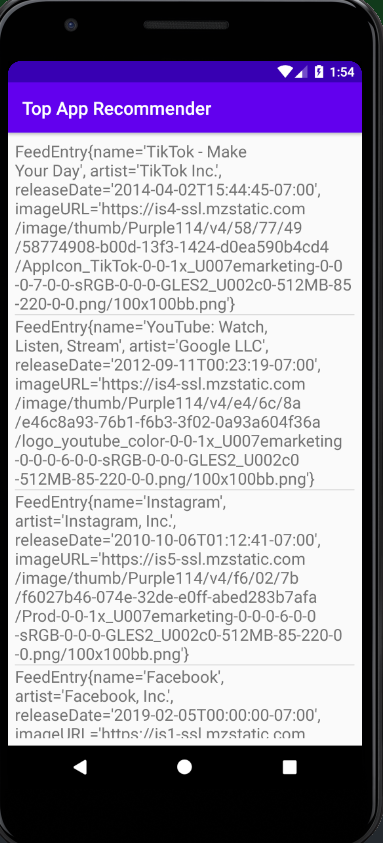 1:54
Top App Recommender
FeedEntry{name='TikTok - Make
Your Day', artist='TikTok Inc.',
releaseDate='2014-04-02T15:44:45-07:00',
imageURL='https://is4-ssl.mzstatic.com
/image/thumb/Purple114/v4/58/77/49
/58774908-b00d-13f3-1424-d0ea590b4cd4
/AppIcon_TikTok-0-0-1x_U007emarketing-0-0
-0-7-0-0-sRGB-0-0-0-GLES2_U002c0-512MB-85
-220-0-0.png/100x100bb.png'}
FeedEntry{name='YouTube: Watch,
Listen, Stream', artist='Google LLC',
releaseDate='2012-09-11T00:23:19-07:00',
imageURL='https://is4-ssl.mzstatic.com
/image/thumb/Purple114/v4/e4/6c/8a
/e46c8a93-76b1-f6b3-3f02-0a93a604f36a
/logo_youtube_color-0-0-1x_U007emarketing
-0-0-0-6-0-0-sRGB-0-0-0-GLES2_U002c0
-512MB-85-220-0-0.png/100x100bb.png'}
FeedEntry{name='Instagram',
artist='Instagram, Inc.',
releaseDate='2010-10-06T01:12:41-07:00',
imageURL='https://is5-ssl.mzstatic.com
/image/thumb/Purple114/v4/f6/02/7b
/f6027b46-074e-32de-e0ff-abed283b7afa
/Prod-0-0-1x_U007emarketing-0-0-0-6-0-0
-sRGB-0-0-0-GLES2_U002c0-512MB-85-220-0
-0.png/100x100bb.png'}
FeedEntry{name='Facebook',
artist='Facebook, Inc.',
releaseDate='2019-02-05T00:00:00-07:00',
imageURL='https://is1-ssl.mzstatic.com